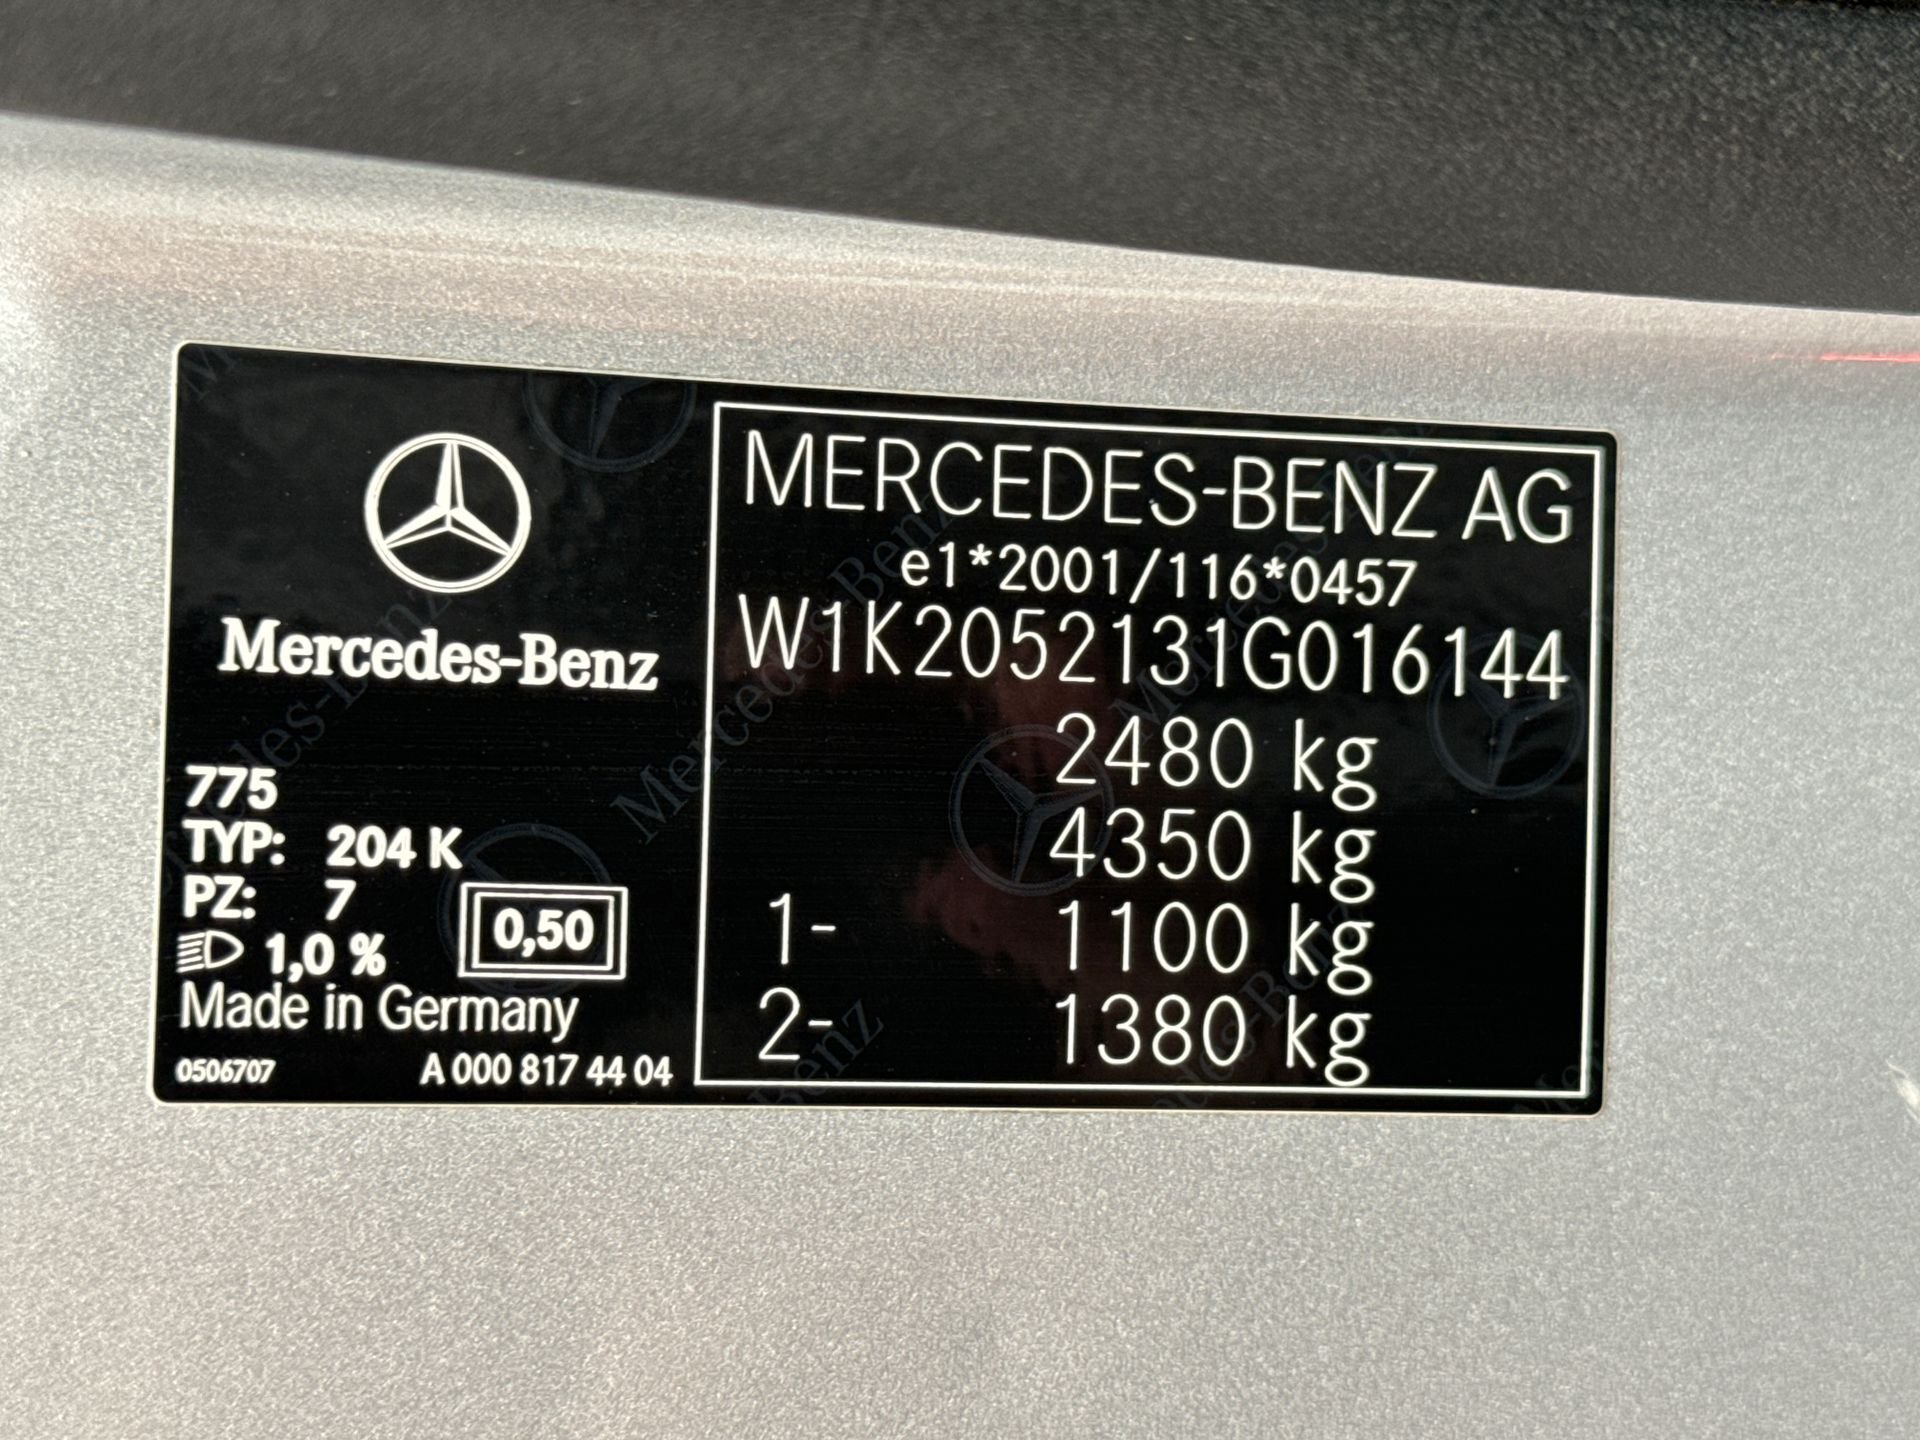 Mercedes-Benz
775
TYP: 204 K
PZ: 7
1,0 %
0,50
Made in Germany
0506707 A 000 817 44 04
MERCEDES-BENZ AG
e1*2001/116*0457
W1K2052131G016144
2480 kg
4350 kg
1- 1100 kg
2- 1380 kg